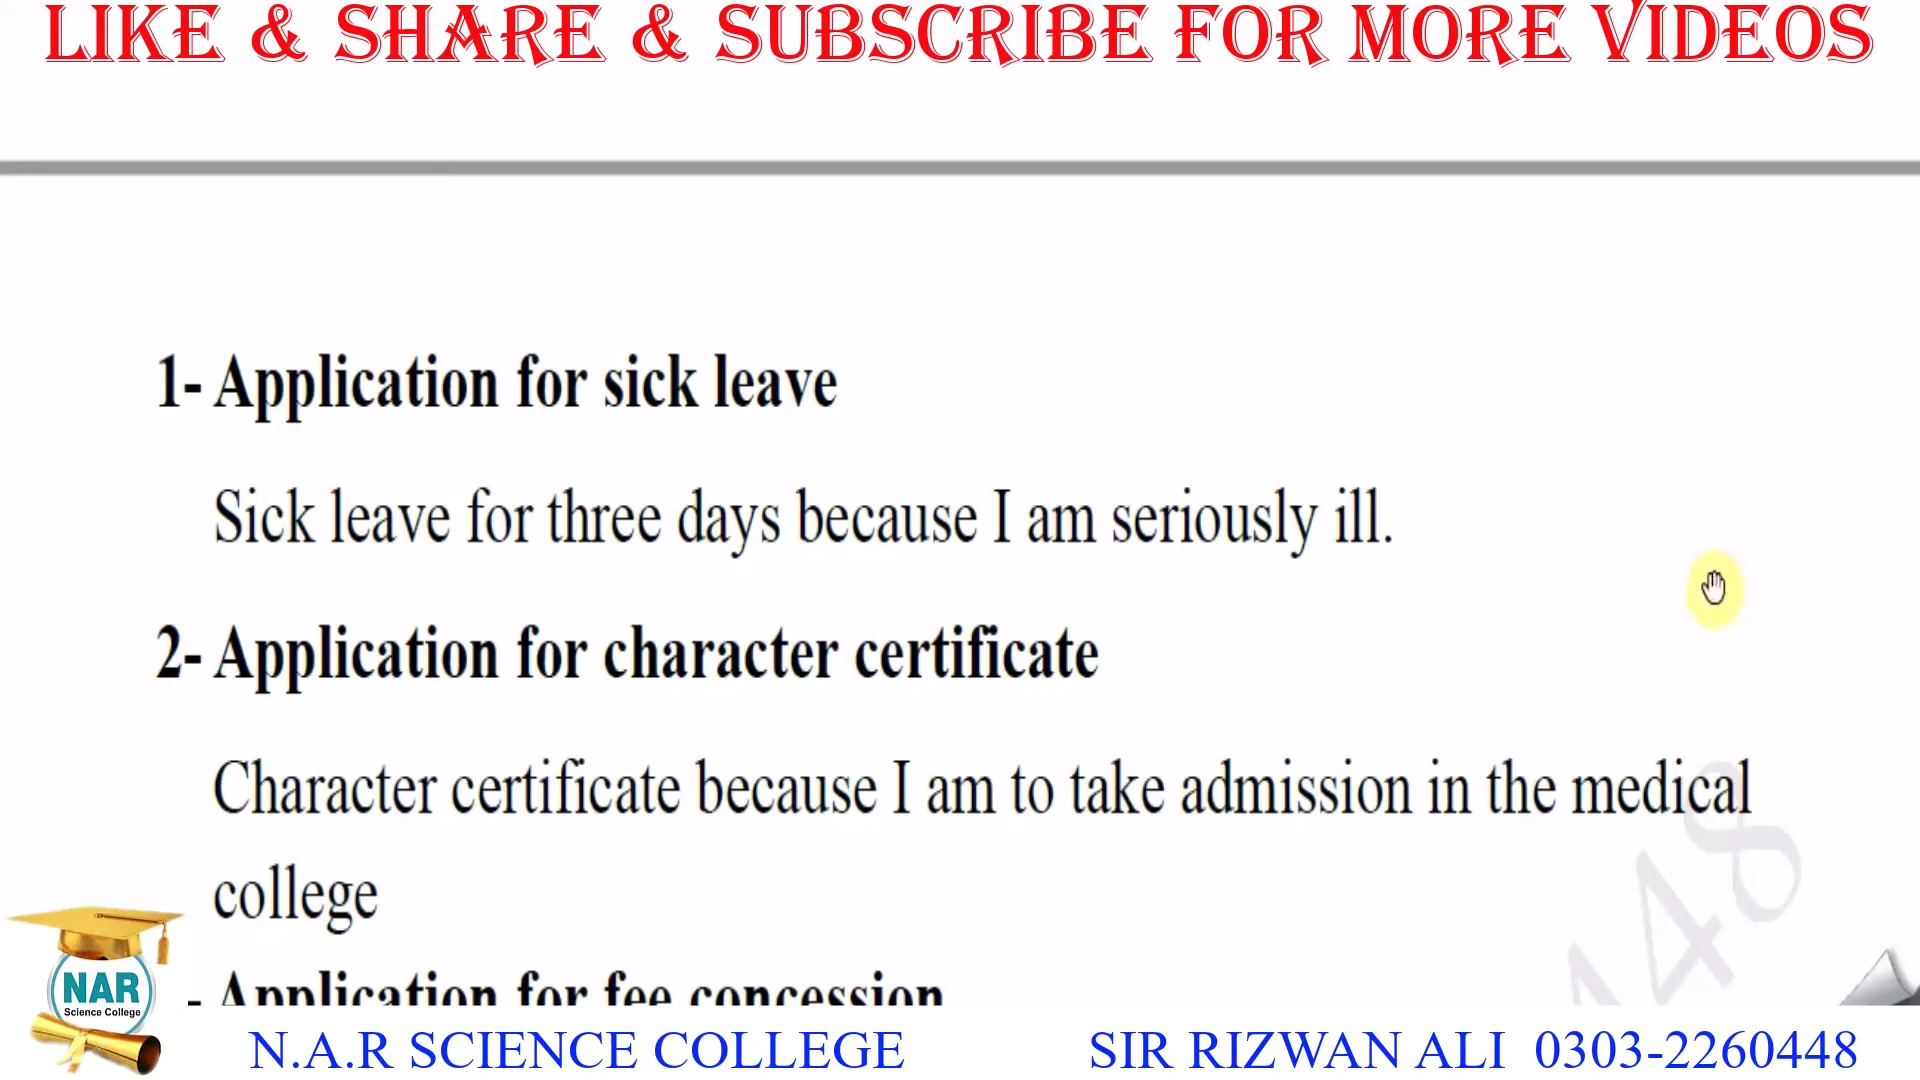 LIKE & SHARE & SUBSCRIBE FOR MORE VIDEOS
1- Application for sick leave
Sick leave for three days because I am seriously ill.
2- Application for character certificate
Character certificate because I am to take admission in the medical
college
- Application for fee concession
NAR
Science College
N.A.R SCIENCE COLLEGE SIR RIZWAN ALI 0303-2260448
448